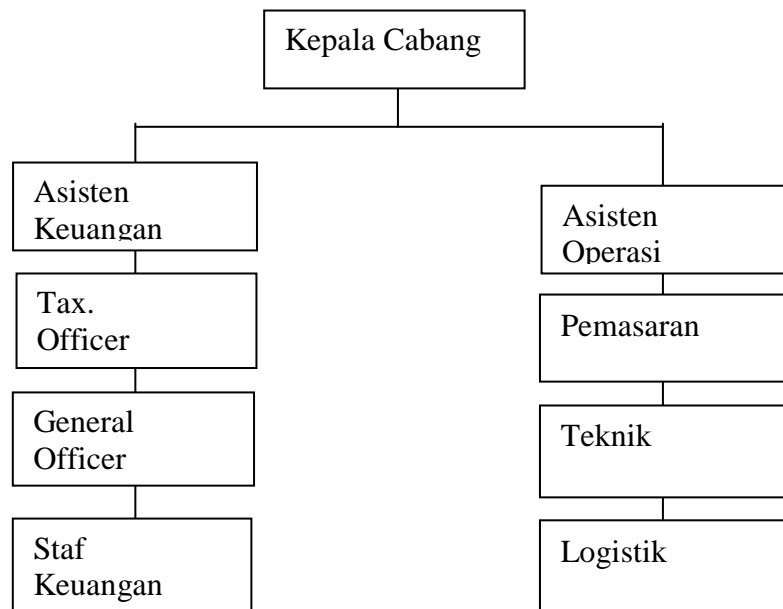 Kepala Cabang
Asisten
Keuangan
Tax.
Officer
General
Officer
Staf
Keuangan
Asisten
Operasi
Pemasaran
Teknik
Logistik